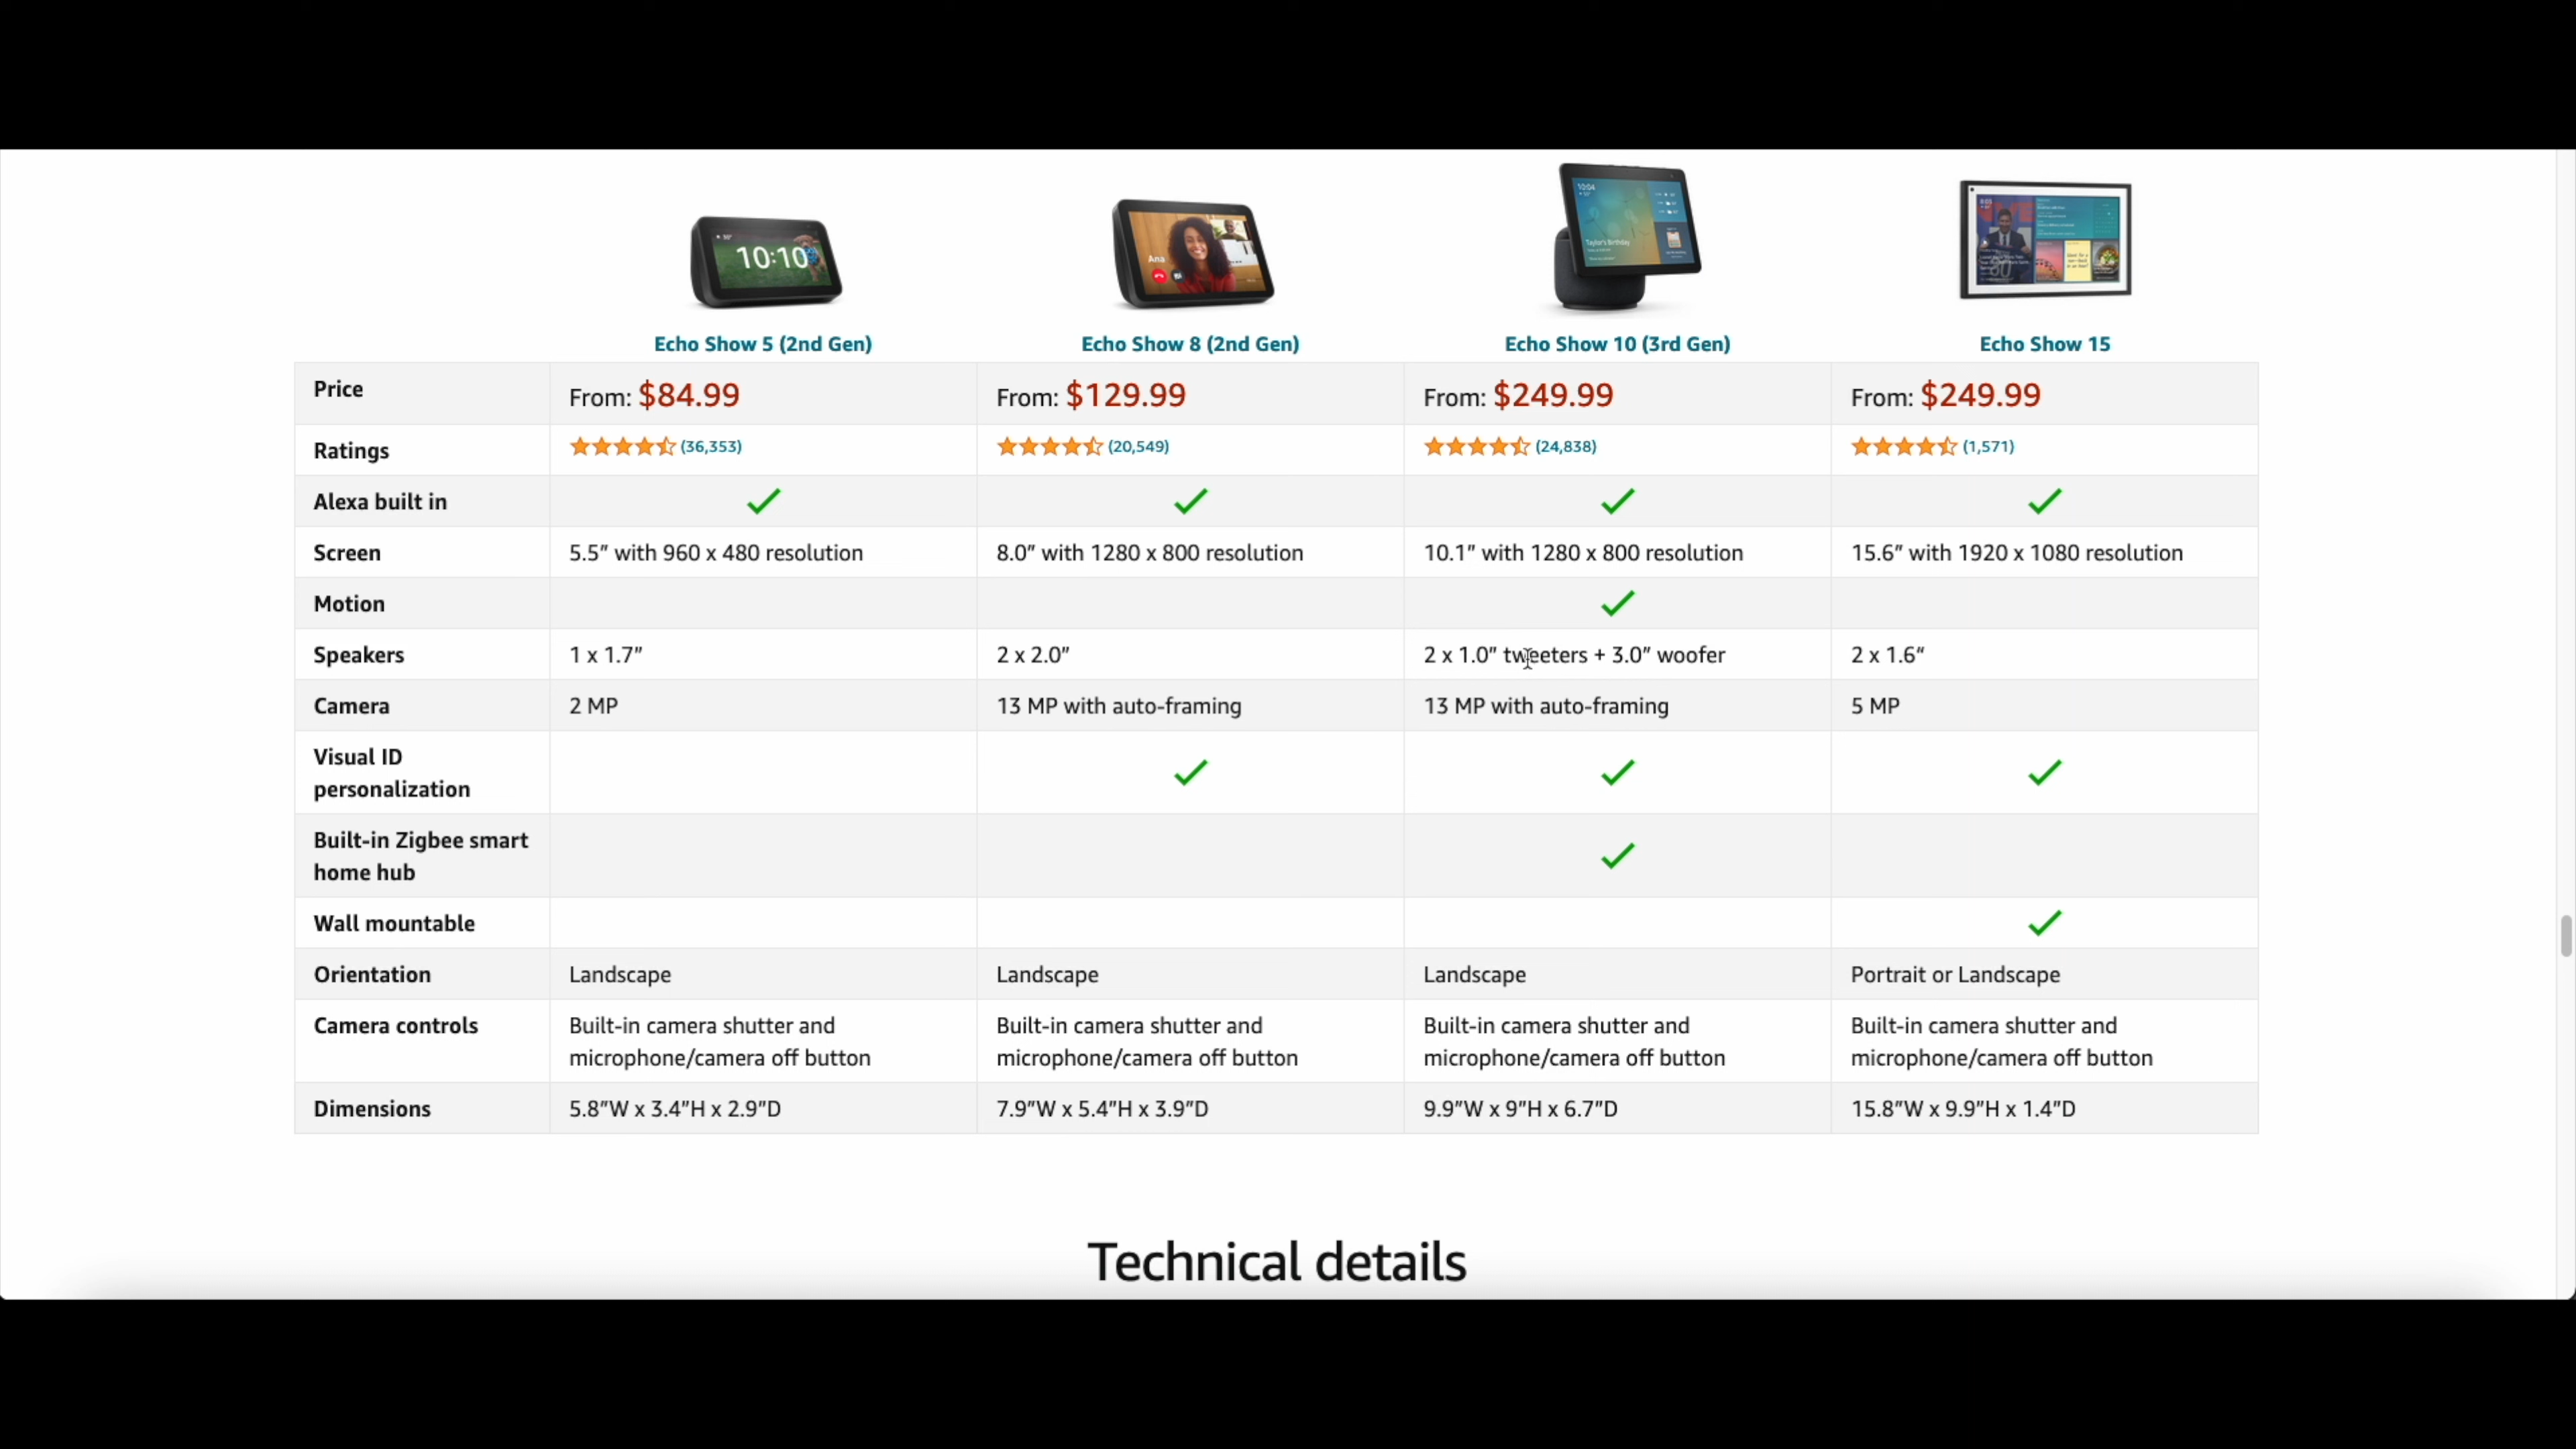 10:10
Ana
10:04
Taylor's Birthday
Echo Show 5 (2nd Gen)
Echo Show 8 (2nd Gen)
Echo Show 10 (3rd Gen)
Echo Show 15
Price
From: $84.99
From: $129.99
From: $249.99
From: $249.99
Ratings
(36,353)
(20,549)
(24,838)
(1,571)
Alexa built in
Screen
5.5″ with 960 x 480 resolution
8.0″ with 1280 x 800 resolution
10.1″ with 1280 x 800 resolution
15.6″ with 1920 x 1080 resolution
Motion
Speakers
1 x 1.7″
2 x 2.0″
2 x 1.0″ tweeters + 3.0″ woofer
2 x 1.6“
Camera
2 MP
13 MP with auto-framing
13 MP with auto-framing
5 MP
Visual ID
personalization
Built-in Zigbee smart
home hub
Wall mountable
Orientation
Landscape
Landscape
Landscape
Portrait or Landscape
Camera controls
Built-in camera shutter and
microphone/camera off button
Built-in camera shutter and
microphone/camera off button
Built-in camera shutter and
microphone/camera off button
Built-in camera shutter and
microphone/camera off button
Dimensions
5.8″W x 3.4″H x 2.9″D
7.9″W x 5.4″H x 3.9″D
9.9″W x 9″H x 6.7″D
15.8″W x 9.9″H x 1.4″D
Technical details